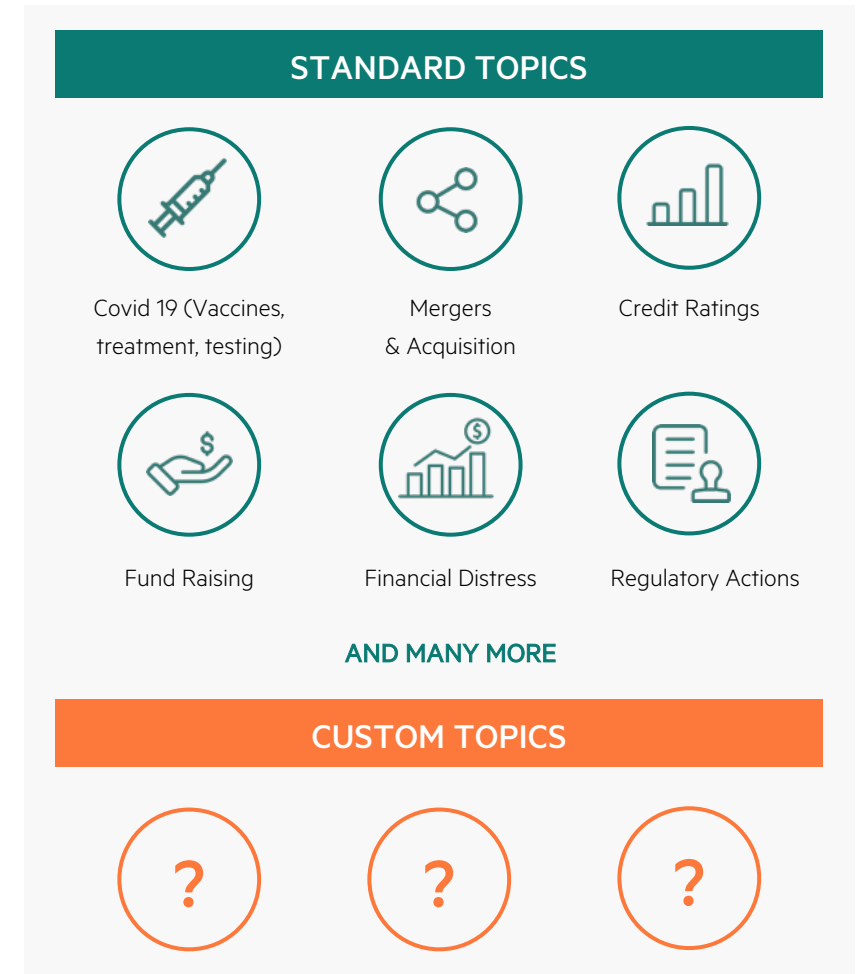 STANDARD TOPICS
Covid 19 (Vaccines,
treatment, testing)
Mergers
& Acquisition
Credit Ratings
$
$
Fund Raising
Financial Distress
Regulatory Actions
AND MANY MORE
CUSTOM TOPICS
?
?
?